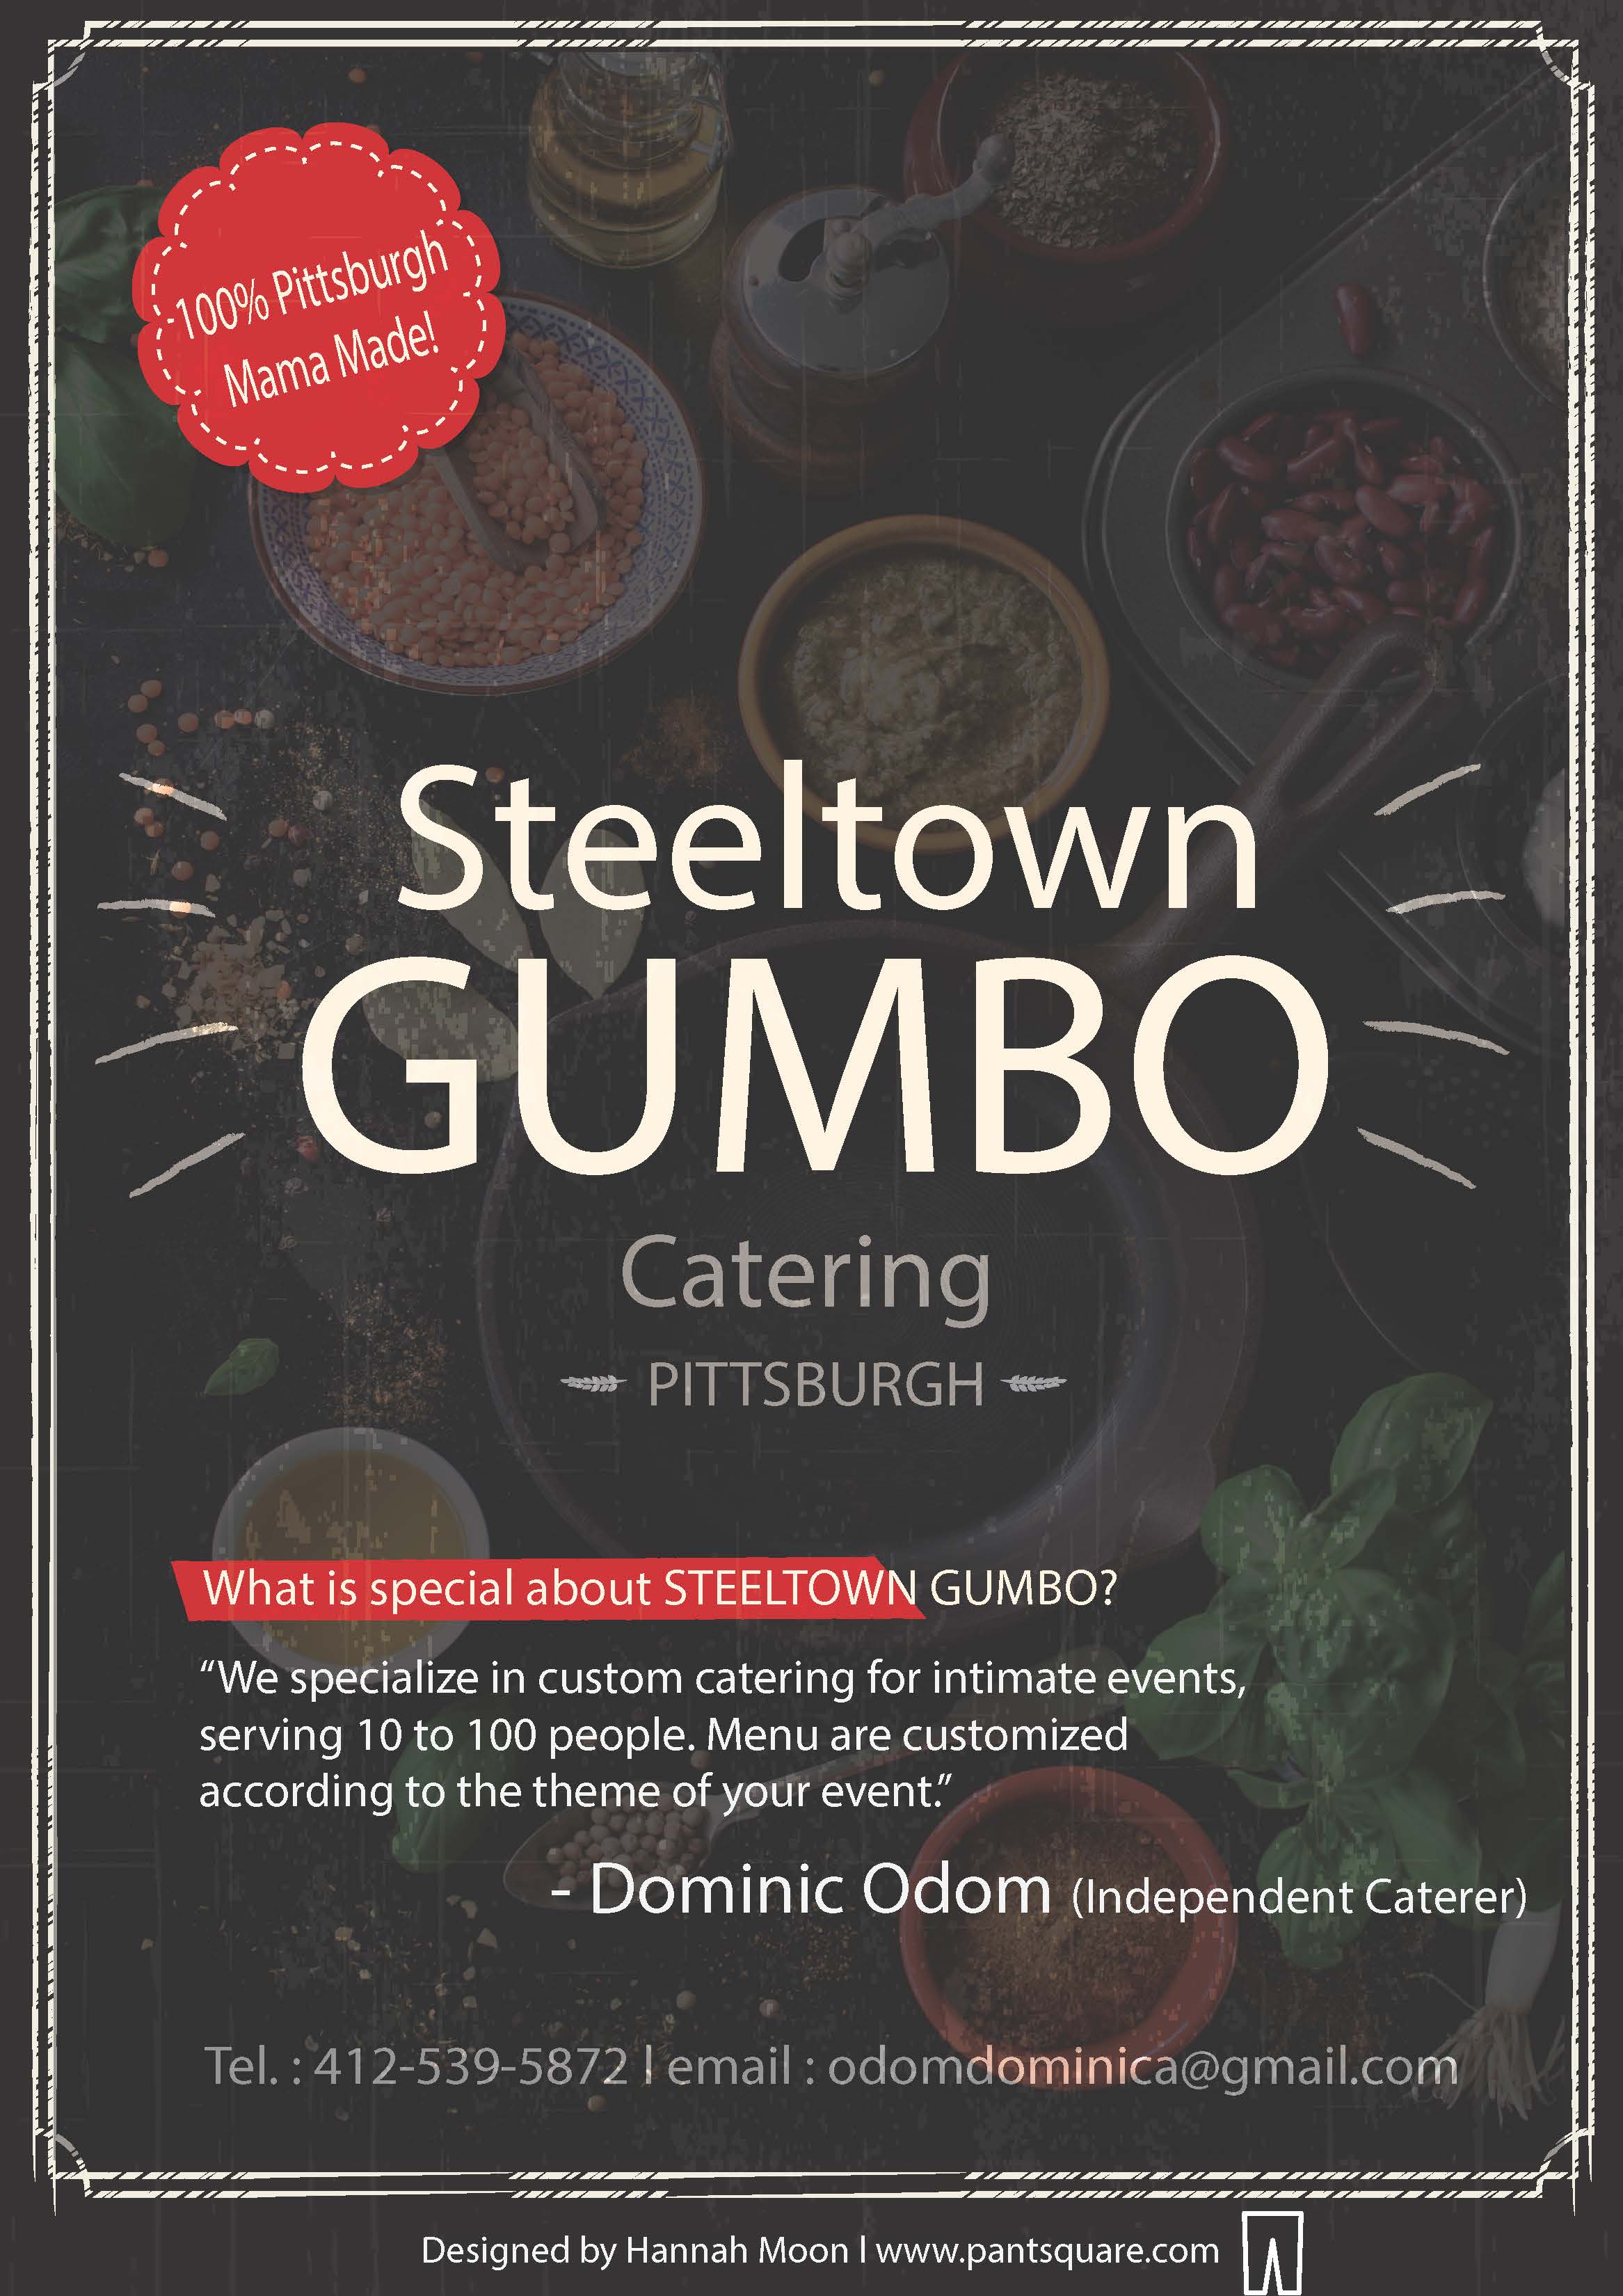 100% Pittsburgh
Mama Made!
Steeltown
GUMBO
Catering
PITTSBURGH
What is special about STEELTOWN GUMBO?
“We specialize in custom catering for intimate events,
serving 10 to 100 people. Menu are customized
according to the theme of your event.”
- Dominic Odom (Independent Caterer)
Tel. : 412-539-5872 | email : odomdominica@gmail.com
Designed by Hannah Moon | www.pantsquare.com